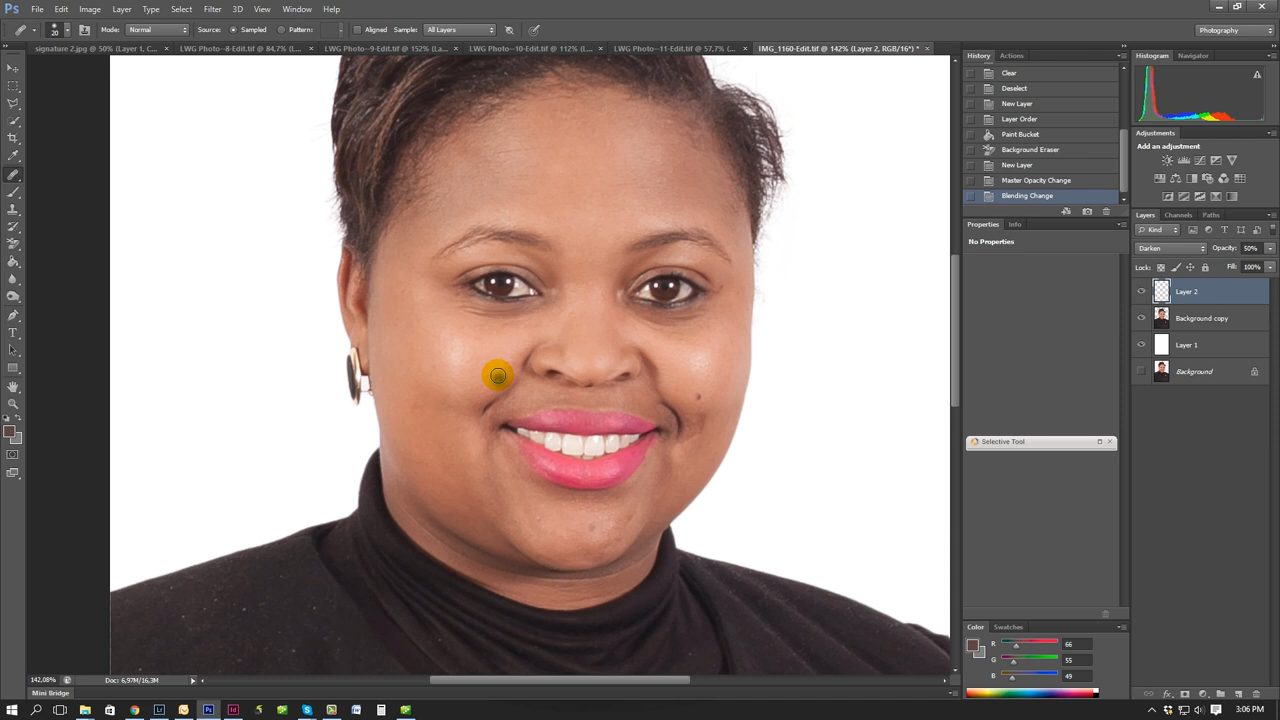 Ps File Edit Image Layer Type Select Filter 3D View Window Help
20 Mode: Normal Source: Sampled Pattern: Aligned Sample: All Layers Photography
signature 2.jpg @ 50% (Layer 1, C... × LWG Photo--8-Edit.tif @ 84,7% (L... × LWG Photo--9-Edit.tif @ 152% (La... × LWG Photo--10-Edit.tif @ 112% (L... × LWG Photo--11-Edit.tif @ 57,7% (... × IMG_1160-Edit.tif @ 142% (Layer 2, RGB/16*) * ×
History Actions
Clear
Deselect
New Layer
Layer Order
Paint Bucket
Background Eraser
New Layer
Master Opacity Change
Blending Change
Properties Info
No Properties
Selective Tool
Color Swatches
R 66
G 55
B 49
Histogram Navigator
Adjustments
Add an adjustment
Layers Channels Paths
Kind
Darken Opacity: 50%
Lock: Fill: 100%
Layer 2
Background copy
Layer 1
Background
142,08% Doc: 6,97M/16,3M
Mini Bridge
3:06 PM